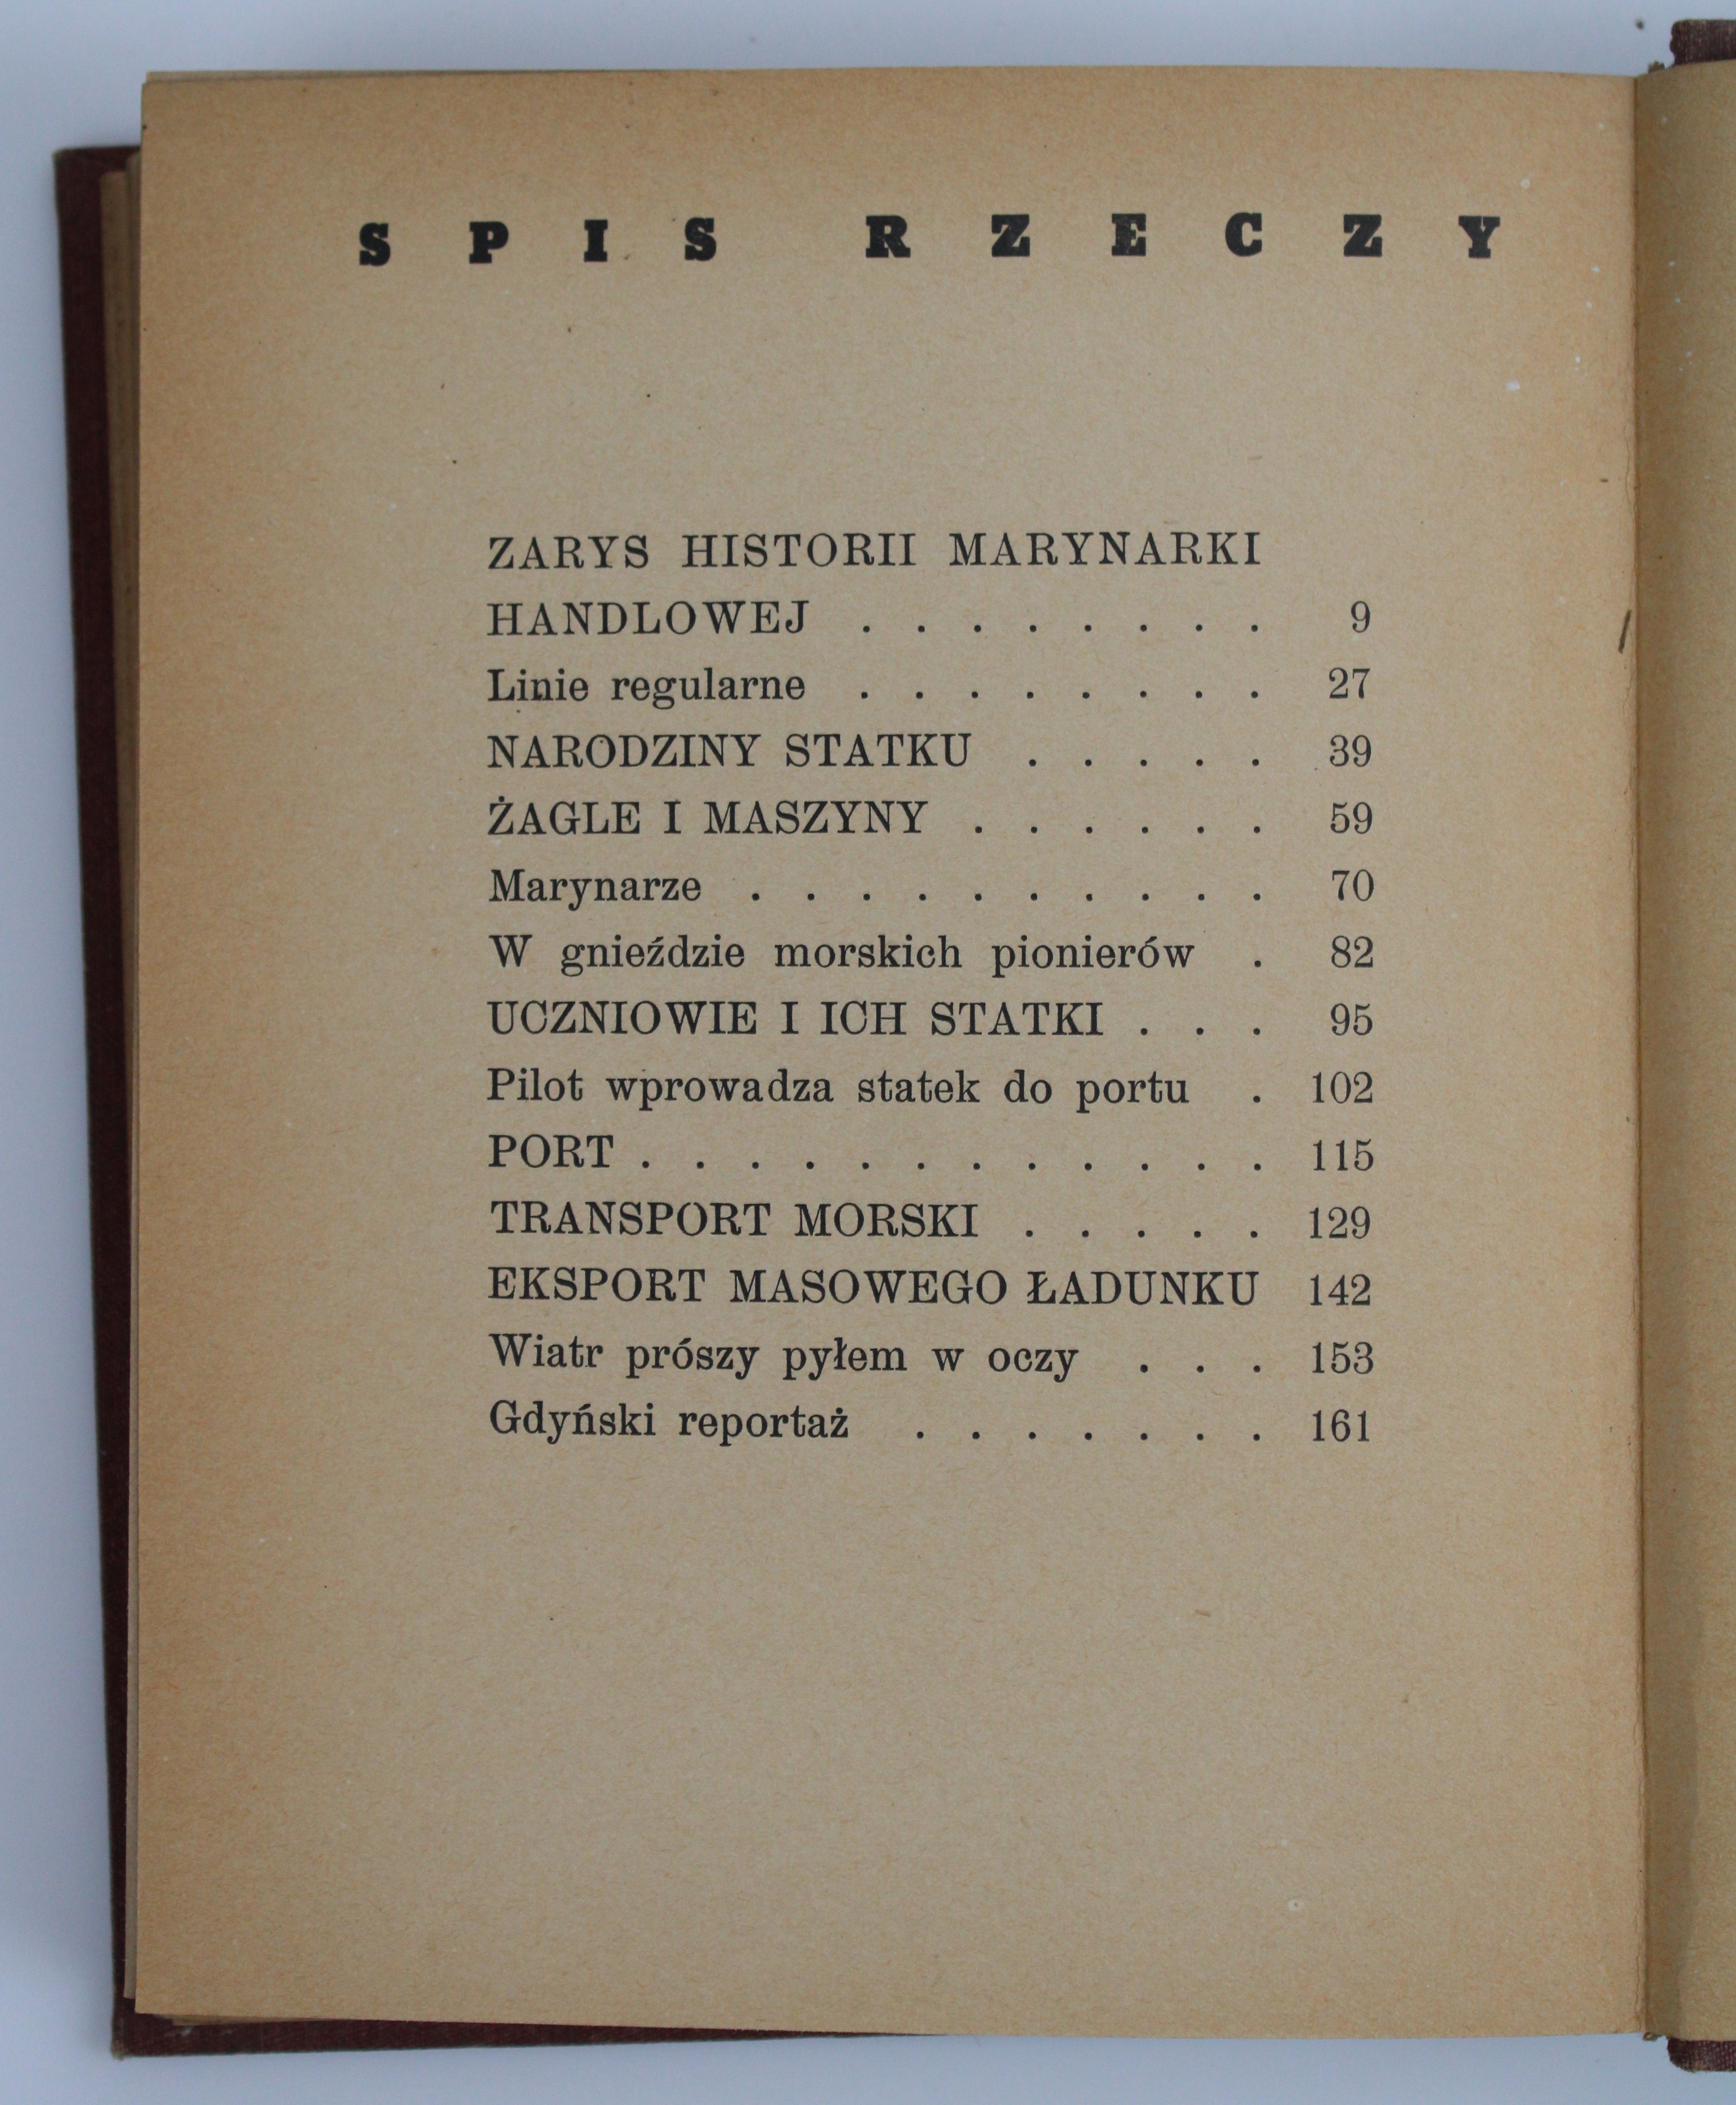 SPIS RZECZY
ZARYS HISTORII MARYNARKI
HANDLOWEJ . . . . . . . . 9
Linie regularne . . . . . . . . 27
NARODZINY STATKU . . . . . 39
ŻAGLE I MASZYNY . . . . . . 59
Marynarze . . . . . . . . . . 70
W gnieździe morskich pionierów . 82
UCZNIOWIE I ICH STATKI . . . 95
Pilot wprowadza statek do portu . 102
PORT . . . . . . . . . . . . 115
TRANSPORT MORSKI . . . . . 129
EKSPORT MASOWEGO ŁADUNKU 142
Wiatr prószy pyłem w oczy . . . 153
Gdyński reportaż . . . . . . . 161